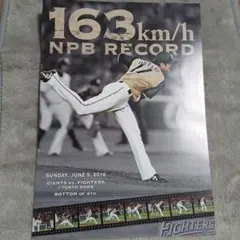 163km/h
NPB RECORD
SUNDAY, JUNE 5, 2016
GIANTS vs. FIGHTERS
/TOKYO DOME
BOTTOM OF 4TH
FIGHTERS